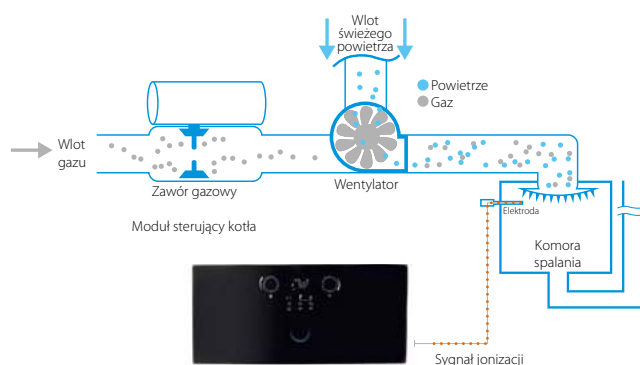 Wlot
świeżego
powietrza
Powietrze
Gaz
Wlot
gazu
Zawór gazowy
Wentylator
Elektroda
Moduł sterujący kotła
Komora
spalania
Sygnał jonizacji